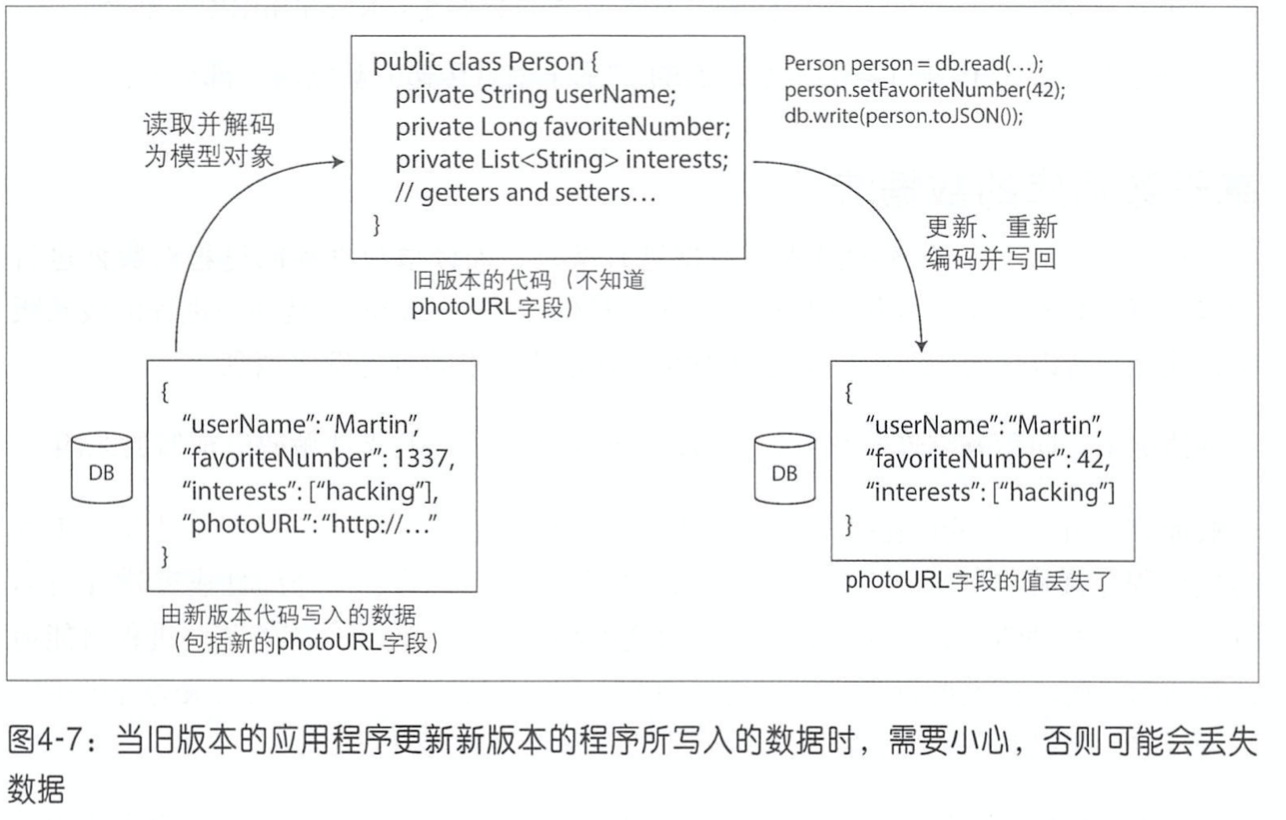 public class Person {
private String userName;
private Long favoriteNumber;
private List<String> interests;
// getters and setters…
}
Person person = db.read(…);
person.setFavoriteNumber(42);
db.write(person.toJSON());
读取并解码
为模型对象
更新、重新
编码并写回
旧版本的代码（不知道
photoURL字段）
DB
{
“userName”: “Martin”,
“favoriteNumber”: 1337,
“interests”: [“hacking”],
“photoURL”: “http://…”
}
由新版本代码写入的数据
（包括新的photoURL字段）
DB
{
“userName”: “Martin”,
“favoriteNumber”: 42,
“interests”: [“hacking”]
}
photoURL字段的值丢失了
图4-7：当旧版本的应用程序更新新版本的程序所写入的数据时，需要小心，否则可能会丢失
数据